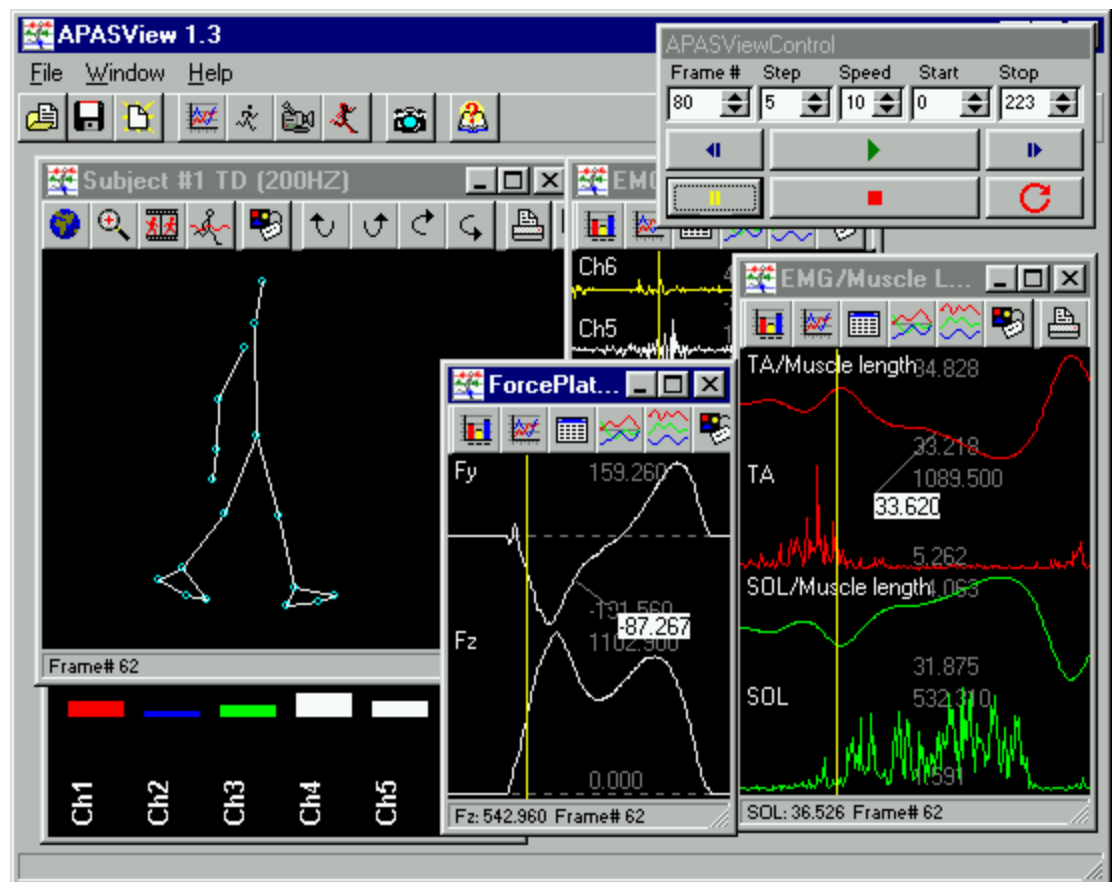 APASView 1.3
File Window Help
APASViewControl
Frame # Step Speed Start Stop
80 5 10 0 223
Subject #1 TD (200HZ)
Frame# 62
Ch1 Ch2 Ch3 Ch4 Ch5
Ch6
Ch5
ForcePlat...
Fy 159.260
-87.267
Fz 1102.900
0.000
Fz: 542.960 Frame# 62
EMG/Muscle L...
TA/Muscle length 34.828
33.218
TA 1089.500
33.620
5.262
SOL/Muscle length
31.875
SOL 532.310
SOL: 36.526 Frame# 62